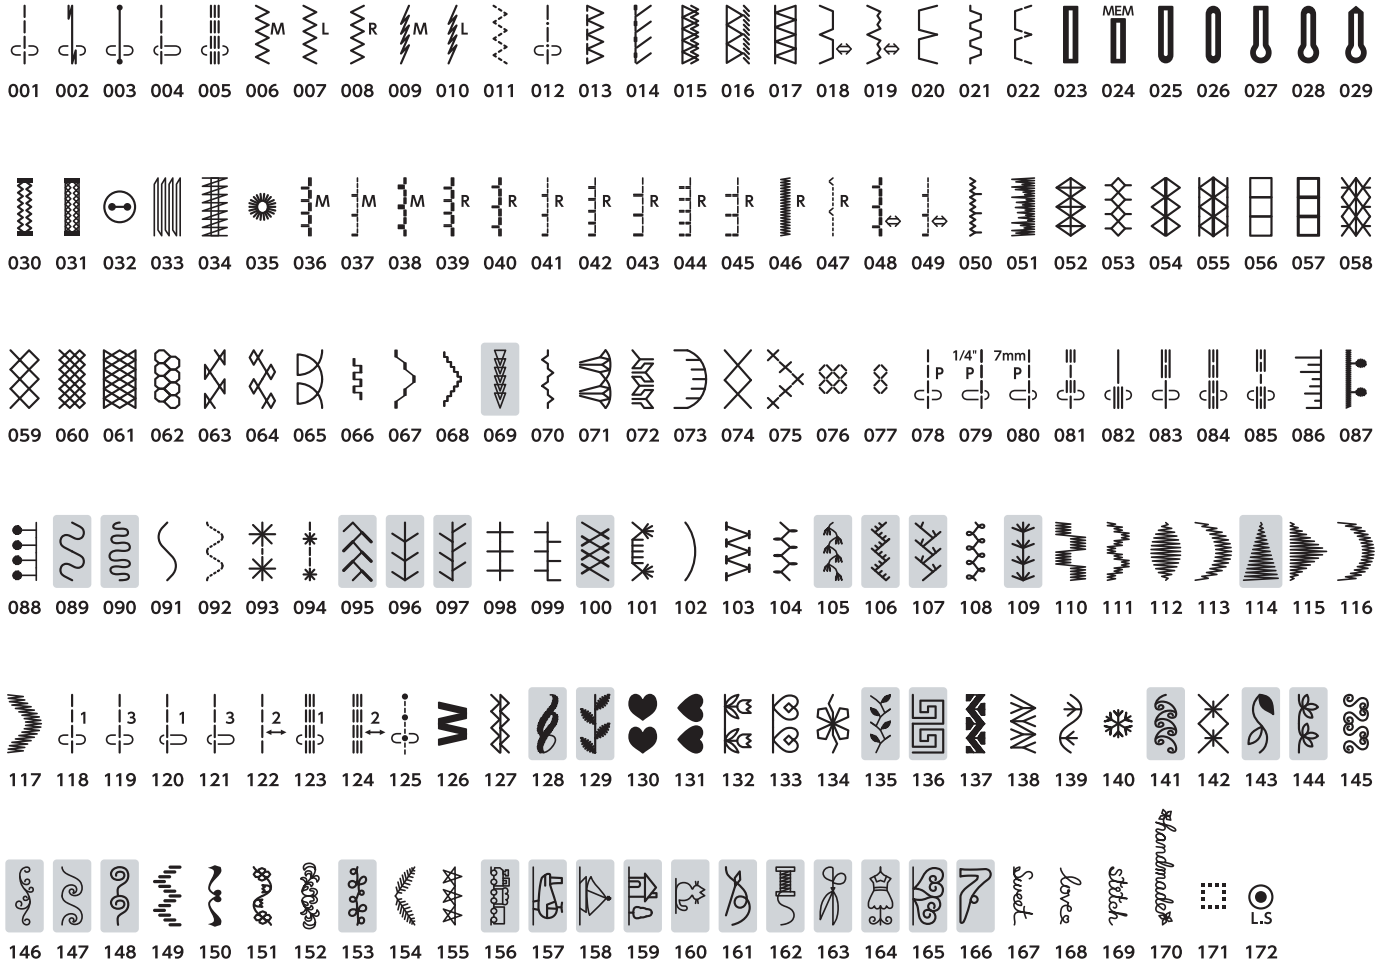 M L R M L MEM
001 002 003 004 005 006 007 008 009 010 011 012 013 014 015 016 017 018 019 020 021 022 023 024 025 026 027 028 029
M M M R R R R R R R R
030 031 032 033 034 035 036 037 038 039 040 041 042 043 044 045 046 047 048 049 050 051 052 053 054 055 056 057 058
P 1/4" P 7mm P
059 060 061 062 063 064 065 066 067 068 069 070 071 072 073 074 075 076 077 078 079 080 081 082 083 084 085 086 087
088 089 090 091 092 093 094 095 096 097 098 099 100 101 102 103 104 105 106 107 108 109 110 111 112 113 114 115 116
1 3 1 3 2 1 2
117 118 119 120 121 122 123 124 125 126 127 128 129 130 131 132 133 134 135 136 137 138 139 140 141 142 143 144 145
Sweet love stitch handmade L.S
146 147 148 149 150 151 152 153 154 155 156 157 158 159 160 161 162 163 164 165 166 167 168 169 170 171 172